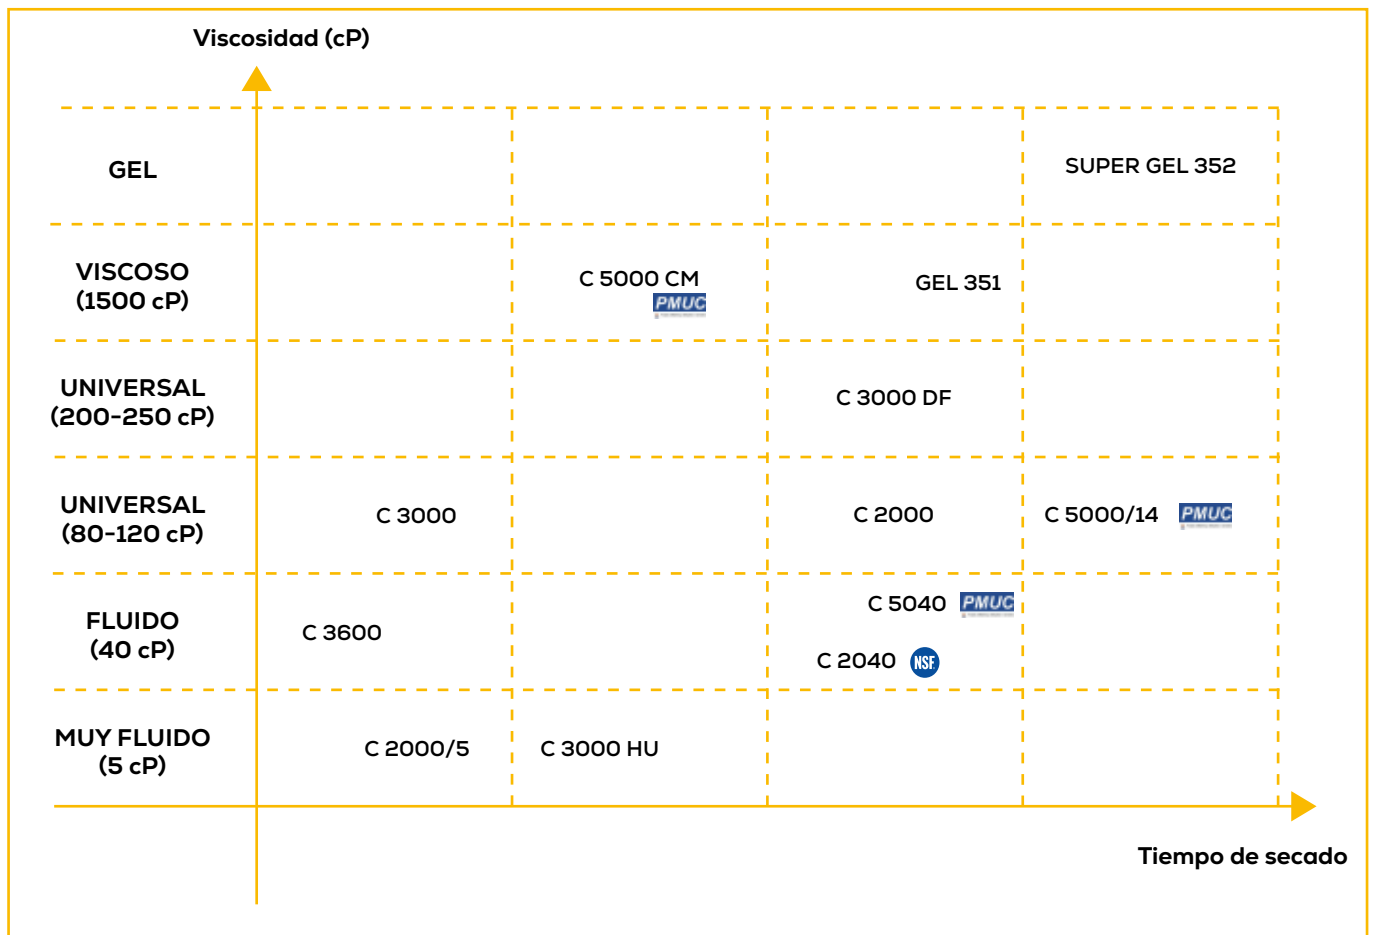 Viscosidad (cP)
GEL
SUPER GEL 352
VISCOSO
(1500 cP)
C 5000 CM
PMUC
GEL 351
UNIVERSAL
(200-250 cP)
C 3000 DF
UNIVERSAL
(80-120 cP)
C 3000
C 2000
C 5000/14
PMUC
FLUIDO
(40 cP)
C 3600
C 5040
PMUC
C 2040
NSF
MUY FLUIDO
(5 cP)
C 2000/5
C 3000 HU
Tiempo de secado